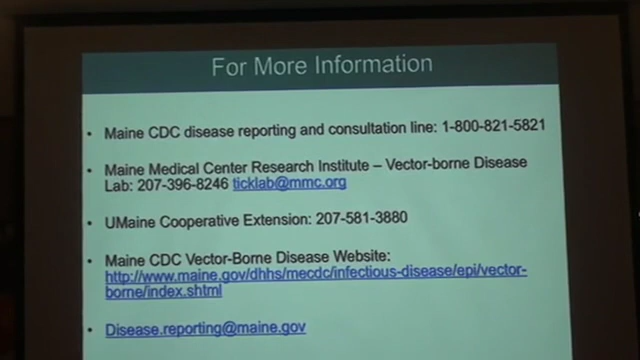 For More Information
• Maine CDC disease reporting and consultation line: 1-800-821-5821
• Maine Medical Center Research Institute – Vector-borne Disease
Lab: 207-396-8246 ticklab@mmc.org
• UMaine Cooperative Extension: 207-581-3880
• Maine CDC Vector-Borne Disease Website:
http://www.maine.gov/dhhs/mecdc/infectious-disease/epi/vector-
borne/index.shtml
• Disease.reporting@maine.gov